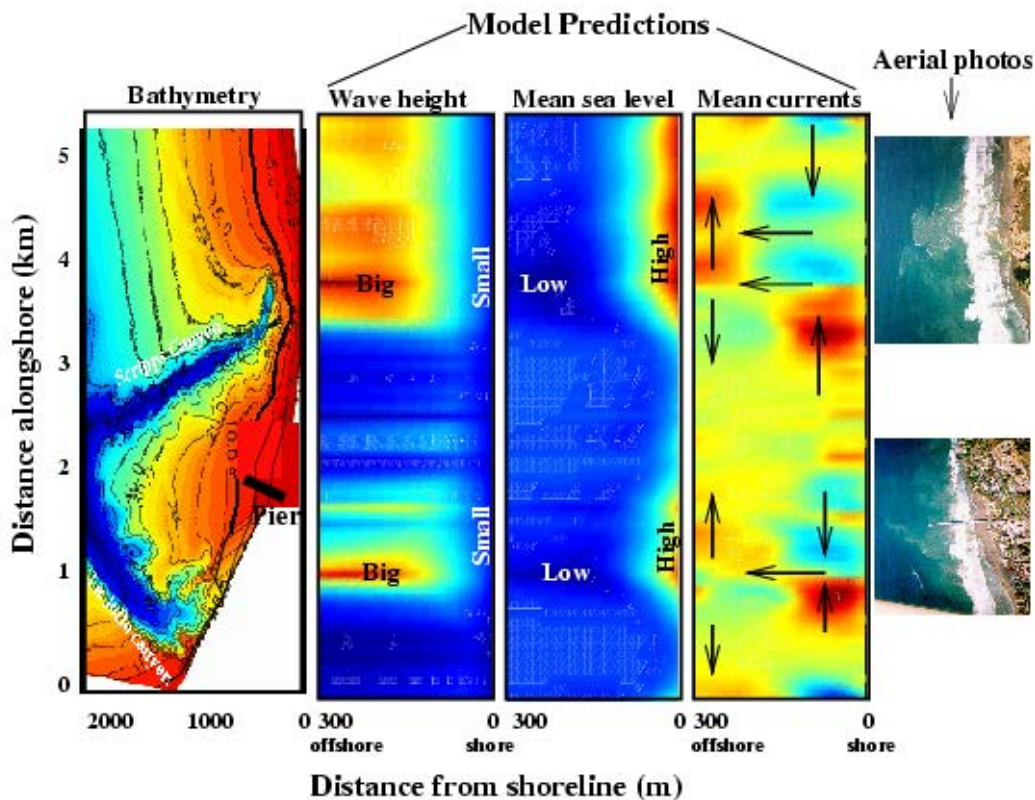 Model Predictions
Aerial photos
Bathymetry
Wave height
Mean sea level
Mean currents
Distance alongshore (km)
5
4
3
2
1
0
Scripps Canyon
Pier
Canyon
Big
Small
Big
Small
Low
High
Low
High
2000 1000 0
300 0
offshore shore
300 0
300 0
offshore shore
Distance from shoreline (m)